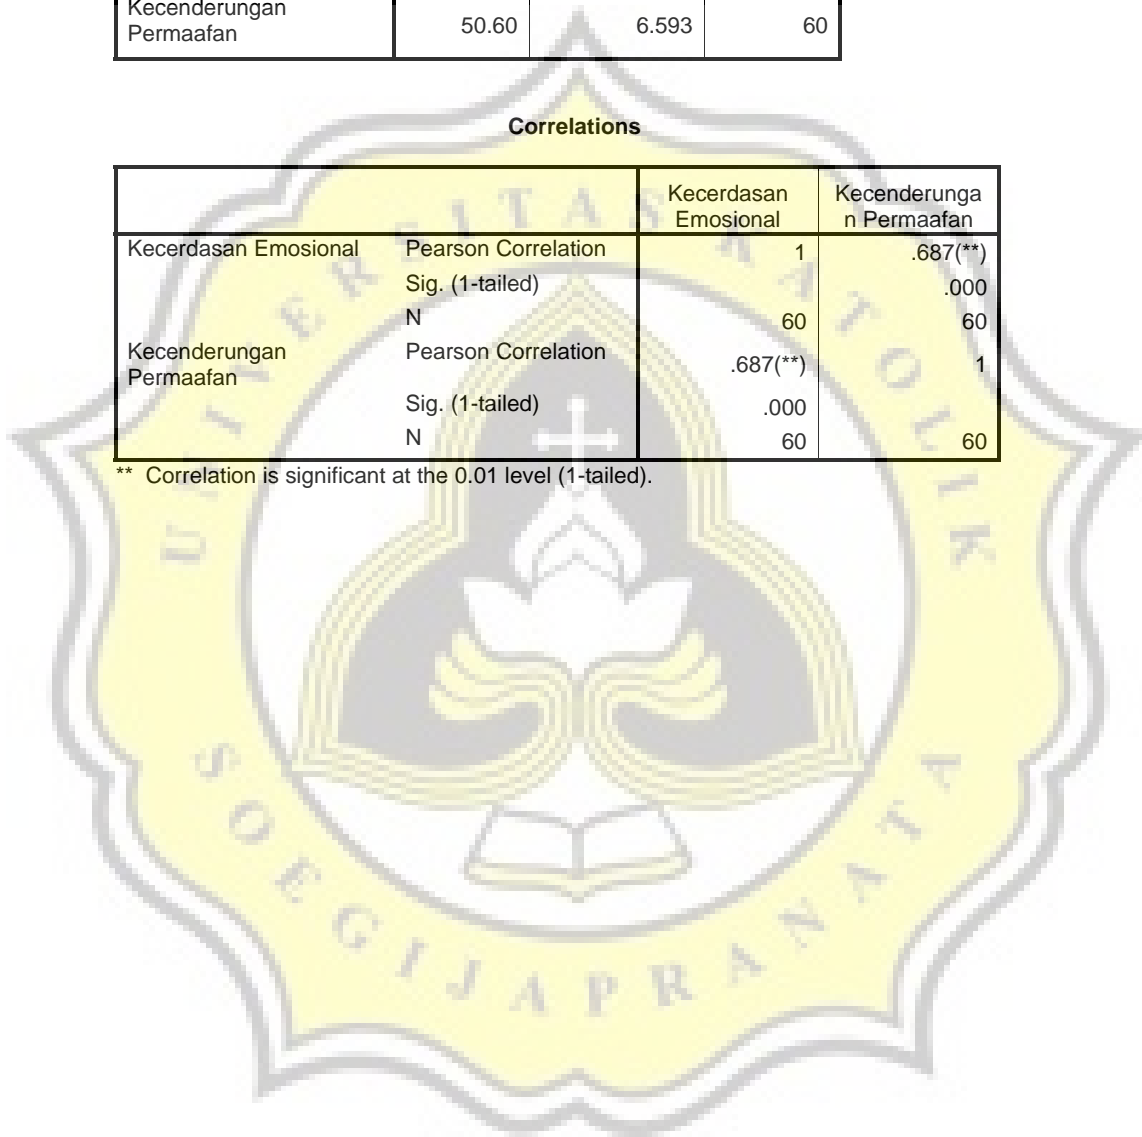 Kecenderungan
Permaafan 50.60 6.593 60
Correlations
Kecerdasan Emosional Kecenderunga n Permaafan
Kecerdasan Emosional Pearson Correlation 1 .687(**)
Sig. (1-tailed) .000
N 60 60
Kecenderungan Permaafan Pearson Correlation .687(**) 1
Sig. (1-tailed) .000
N 60 60
** Correlation is significant at the 0.01 level (1-tailed).
UNIVERSITAS KATOLIK
SOEGIJAPRANATA